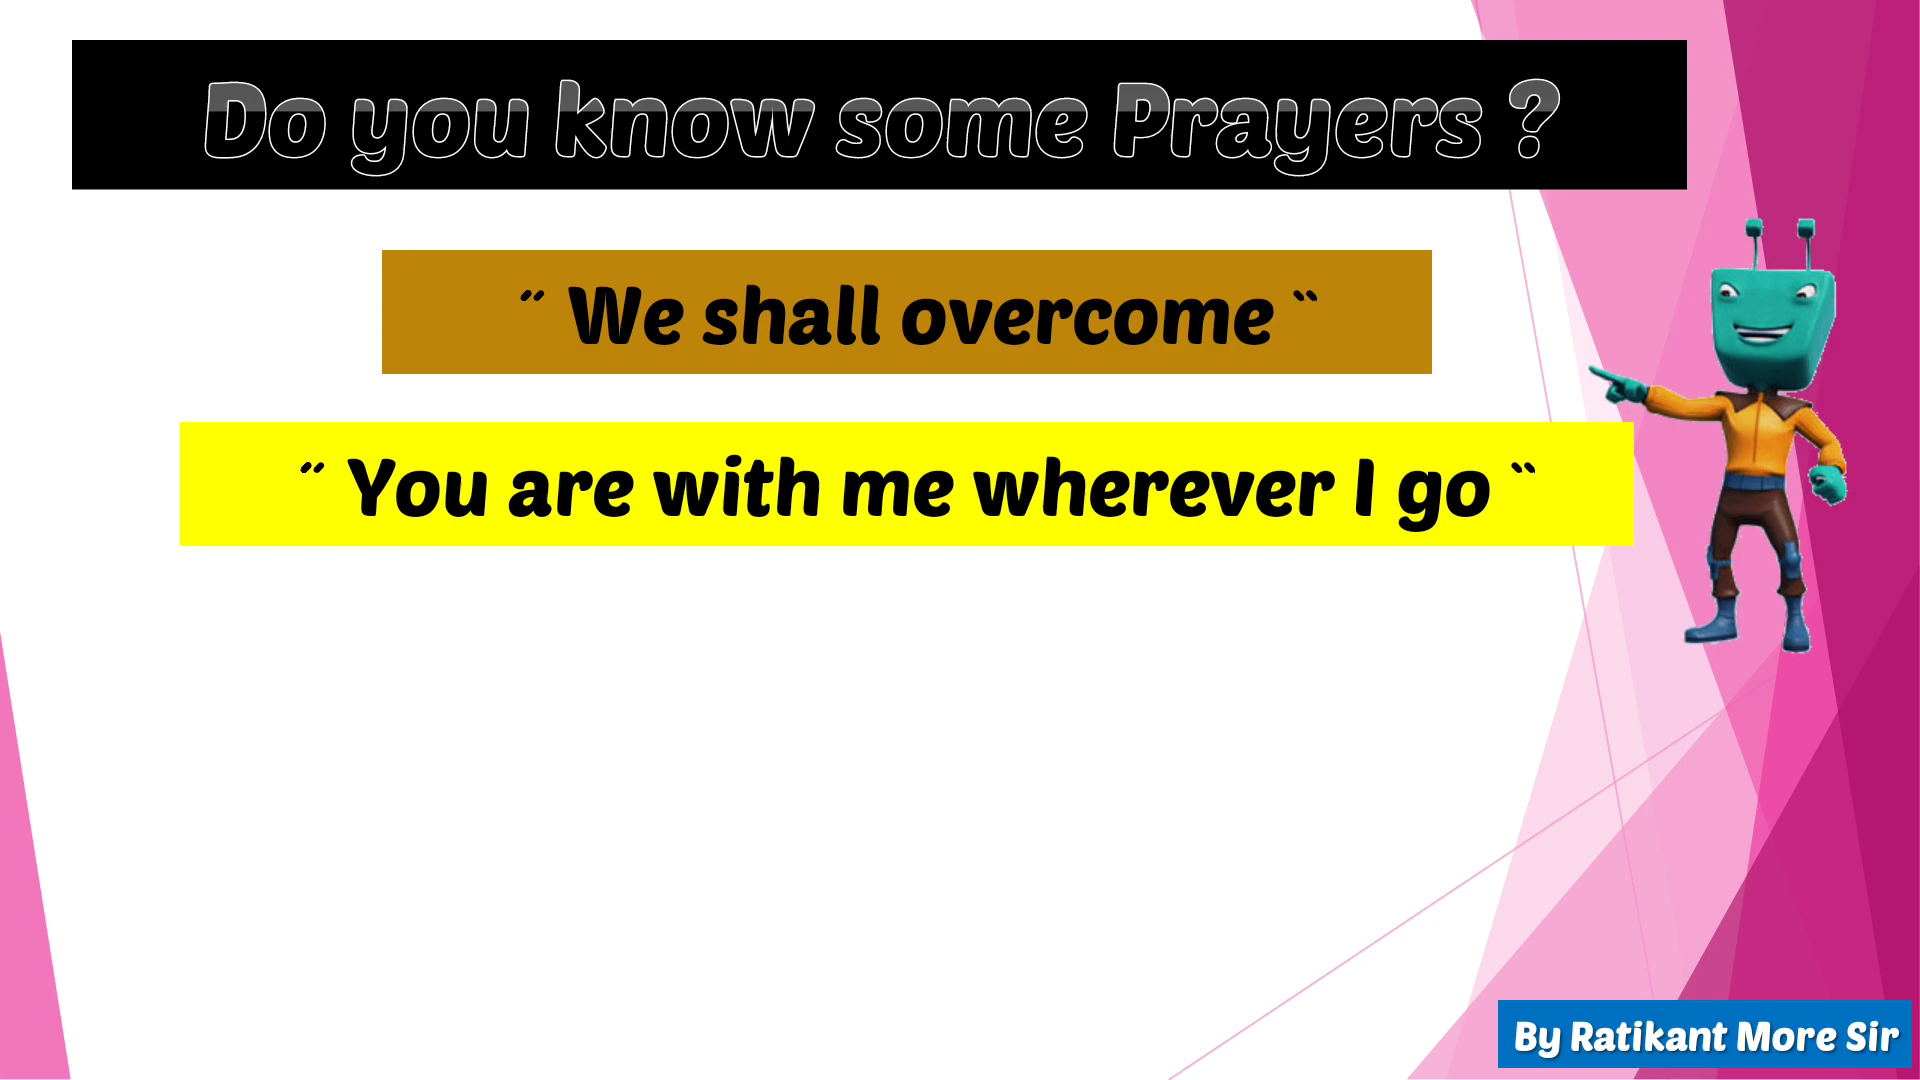 Do you know some Prayers ?
˝ We shall overcome ̏
˝ You are with me wherever I go ̏
By Ratikant More Sir